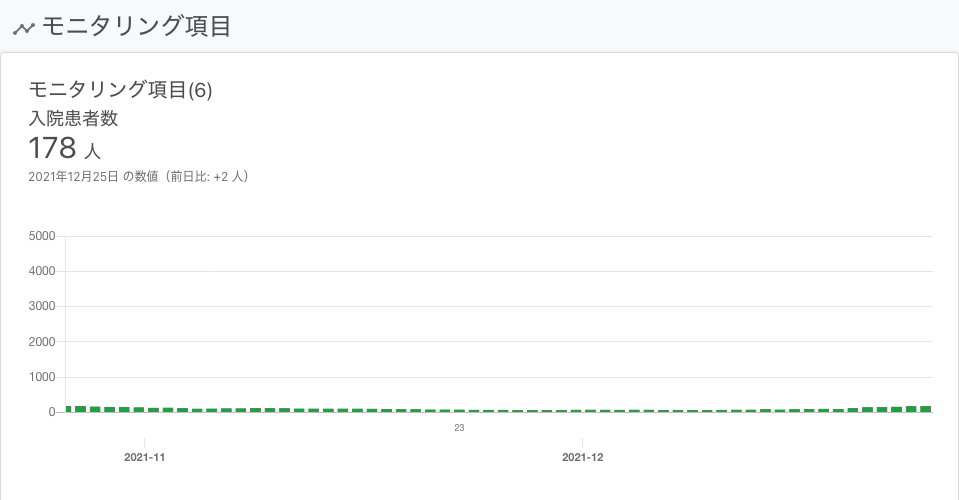 モニタリング項目
モニタリング項目(6)
入院患者数
178 人
2021年12月25日 の数値（前日比: +2 人）
5000
4000
3000
2000
1000
0
23
2021-11
2021-12